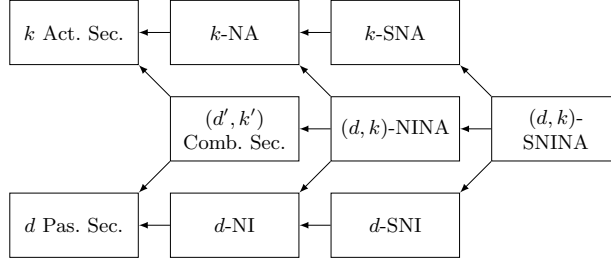 k Act. Sec.
k-NA
k-SNA
(d′, k′)
Comb. Sec.
(d, k)-NINA
(d, k)-
SNINA
d Pas. Sec.
d-NI
d-SNI